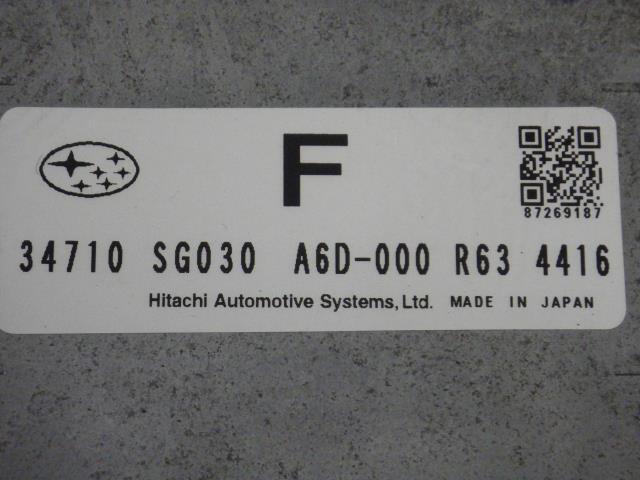 F
87269187
34710 SG030 A6D-000 R63 4416
Hitachi Automotive Systems, Ltd. MADE IN JAPAN